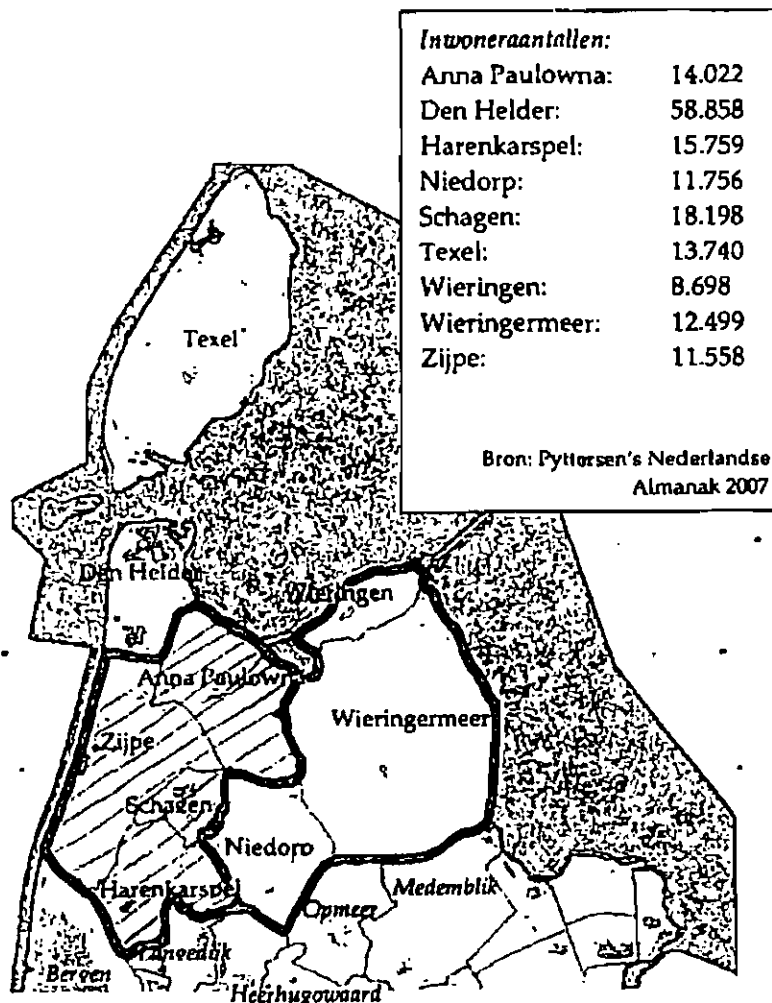 Inwoneraantallen:
Anna Paulowna: 14.022
Den Helder: 58.858
Harenkarspel: 15.759
Niedorp: 11.756
Schagen: 18.198
Texel: 13.740
Wieringen: 8.698
Wieringermeer: 12.499
Zijpe: 11.558
Bron: Pyttersen's Nederlandse
Almanak 2007
Texel
Den Helder
Wieringen
Anna Paulown
Wieringermeer
Zijpe
Schagen
Niedorp
Harenkarspel
Medemblik
Opmeer
Langedijk
Bergen
Heerhugowaard